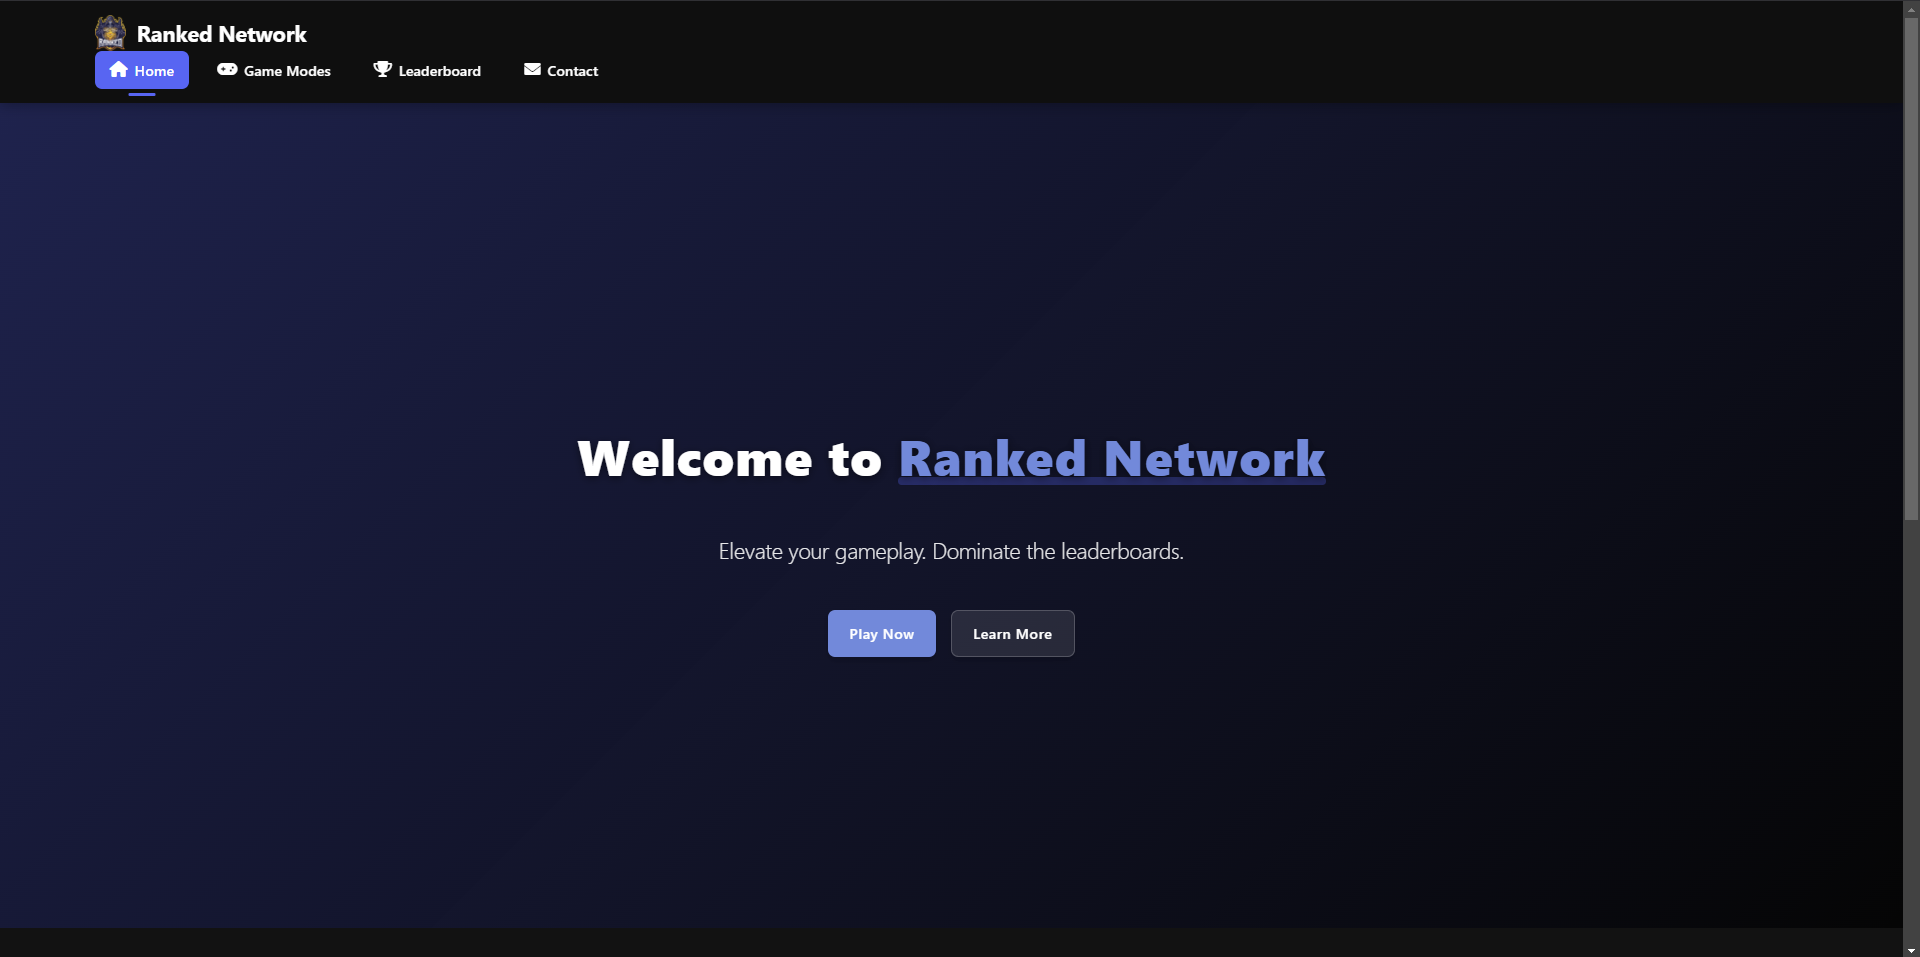 RANKED
Ranked Network
Home
Game Modes
Leaderboard
Contact
Welcome to Ranked Network
Elevate your gameplay. Dominate the leaderboards.
Play Now
Learn More